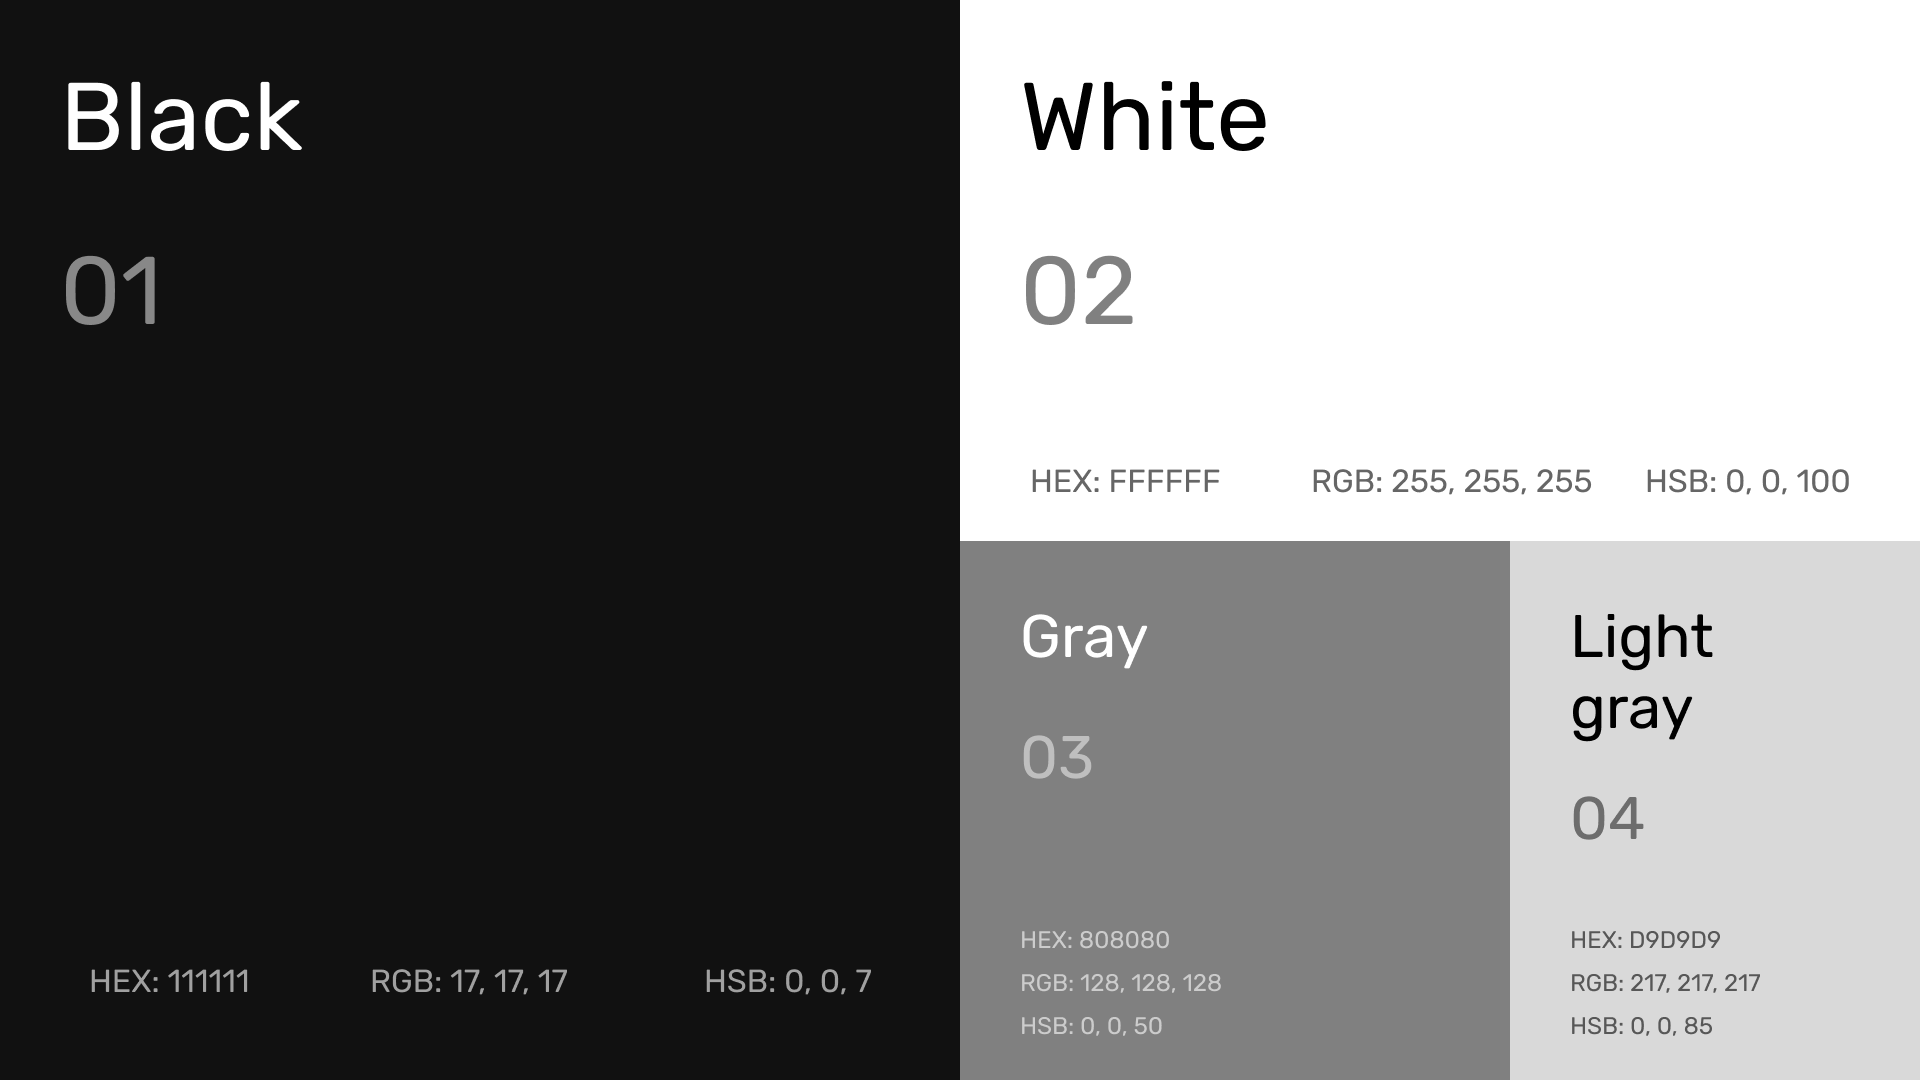 Black
01
HEX: 111111
RGB: 17, 17, 17
HSB: 0, 0, 7
White
02
HEX: FFFFFF
RGB: 255, 255, 255
HSB: 0, 0, 100
Gray
03
HEX: 808080
RGB: 128, 128, 128
HSB: 0, 0, 50
Light
gray
04
HEX: D9D9D9
RGB: 217, 217, 217
HSB: 0, 0, 85